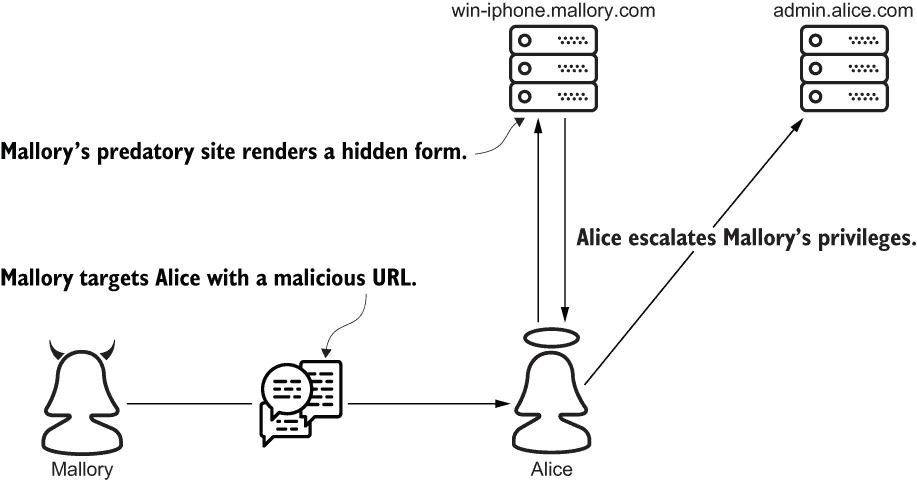 win-iphone.mallory.com
admin.alice.com
Mallory’s predatory site renders a hidden form.
Alice escalates Mallory’s privileges.
Mallory targets Alice with a malicious URL.
Mallory
Alice